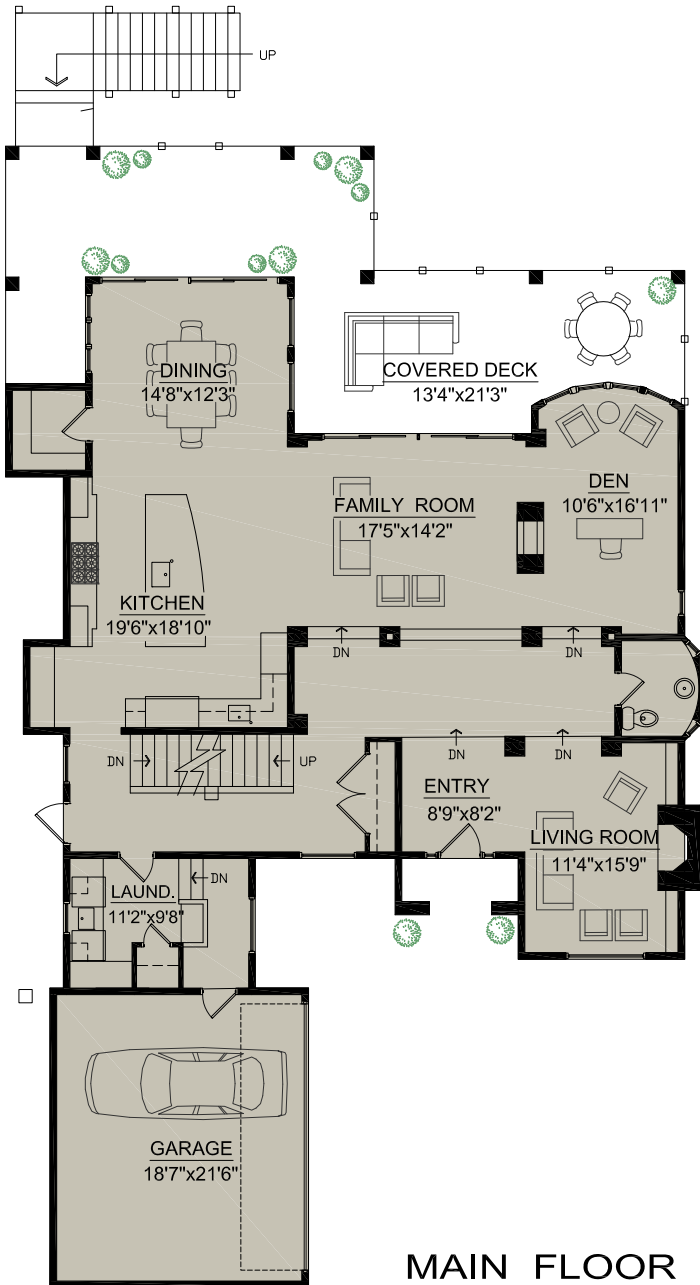 UP
DINING
14'8"x12'3"
COVERED DECK
13'4"x21'3"
DEN
10'6"x16'11"
FAMILY ROOM
17'5"x14'2"
KITCHEN
19'6"x18'10"
DN
DN
DN
UP
DN
DN
ENTRY
8'9"x8'2"
LIVING ROOM
11'4"x15'9"
DN
LAUND.
11'2"x9'8"
GARAGE
18'7"x21'6"
MAIN FLOOR